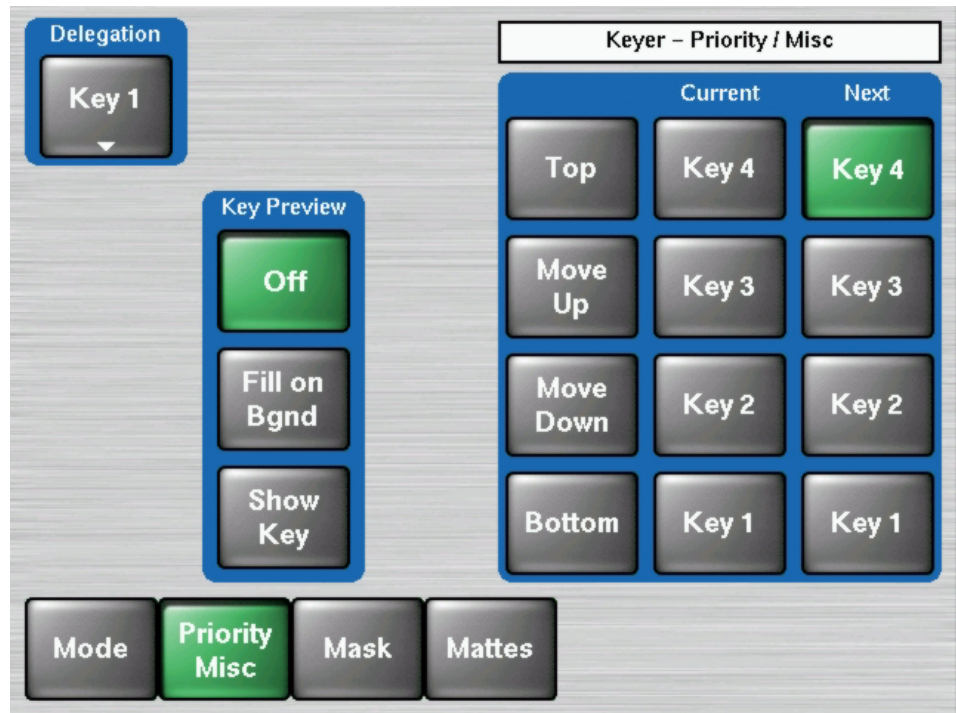 Delegation
Key 1
Keyer – Priority / Misc
Current Next
Top Key 4 Key 4
Key Preview
Off
Move
Up
Key 3 Key 3
Fill on
Bgnd
Move
Down
Key 2 Key 2
Show
Key
Bottom Key 1 Key 1
Mode
Priority
Misc
Mask
Mattes